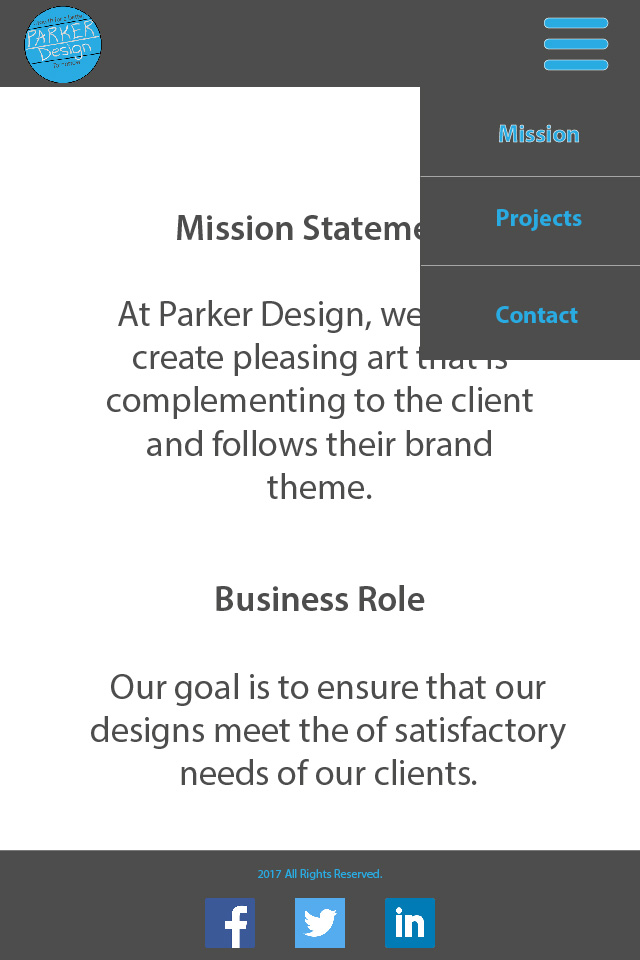 PARKER
Design
Mission
Projects
Contact
Mission Stateme
At Parker Design, we
create pleasing art that is
complementing to the client
and follows their brand
theme.
Business Role
Our goal is to ensure that our
designs meet the of satisfactory
needs of our clients.
2017 All Rights Reserved.
f
in